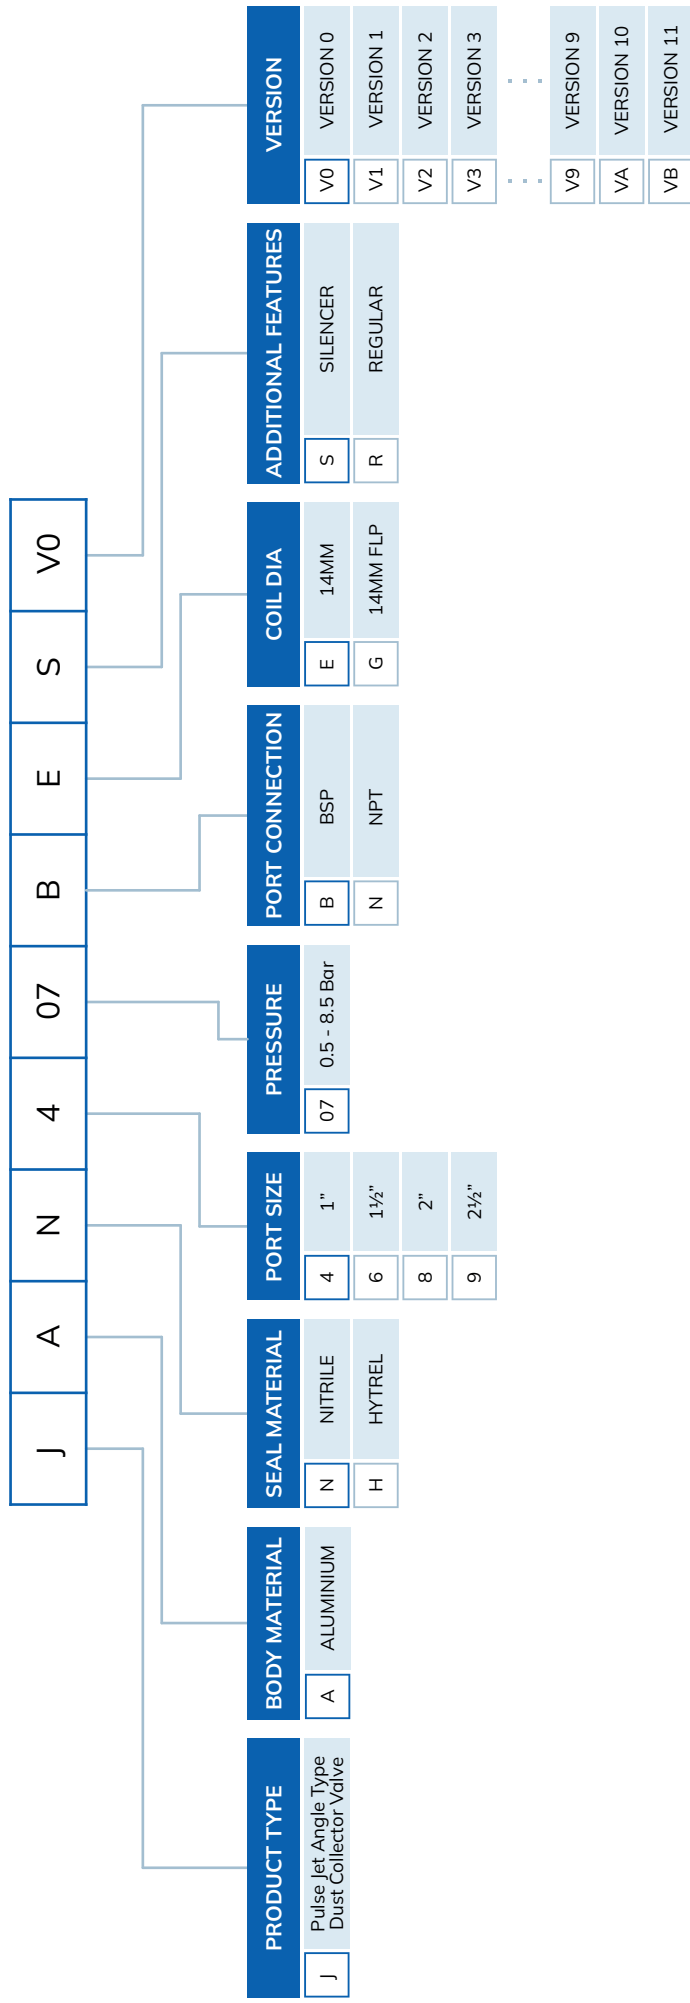 J A N 4 07 B E S V0
PRODUCT TYPE
J Pulse Jet Angle Type
Dust Collector Valve
BODY MATERIAL
A ALUMINIUM
SEAL MATERIAL
N NITRILE
H HYTREL
PORT SIZE
4 1”
6 1½”
8 2”
9 2½”
PRESSURE
07 0.5 - 8.5 Bar
PORT CONNECTION
B BSP
N NPT
COIL DIA
E 14MM
G 14MM FLP
ADDITIONAL FEATURES
S SILENCER
R REGULAR
VERSION
V0 VERSION 0
V1 VERSION 1
V2 VERSION 2
V3 VERSION 3
... ...
V9 VERSION 9
VA VERSION 10
VB VERSION 11